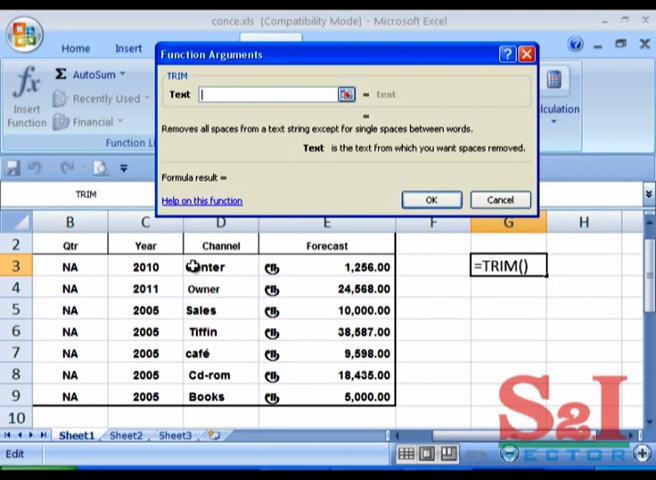 conce.xls [Compatibility Mode] - Microsoft Excel
Home Insert
Function Arguments
TRIM
Text = text
=
Removes all spaces from a text string except for single spaces between words.
Text is the text from which you want spaces removed.
Formula result =
Help on this function
OK Cancel
fx
Insert
Function
Σ AutoSum
Recently Used
Financial
Function Li
lculation
TRIM
B C D E F G H
2 Qtr Year Channel Forecast
3 NA 2010 1,256.00 =TRIM()
4 NA 2011 Owner 24,568.00
5 NA 2005 Sales 10,000.00
6 NA 2005 Tiffin 38,587.00
7 NA 2005 café 9,598.00
8 NA 2005 Cd-rom 18,435.00
9 NA 2005 Books 5,000.00
10
Sheet1 Sheet2 Sheet3
Edit
S2I
ECTOR